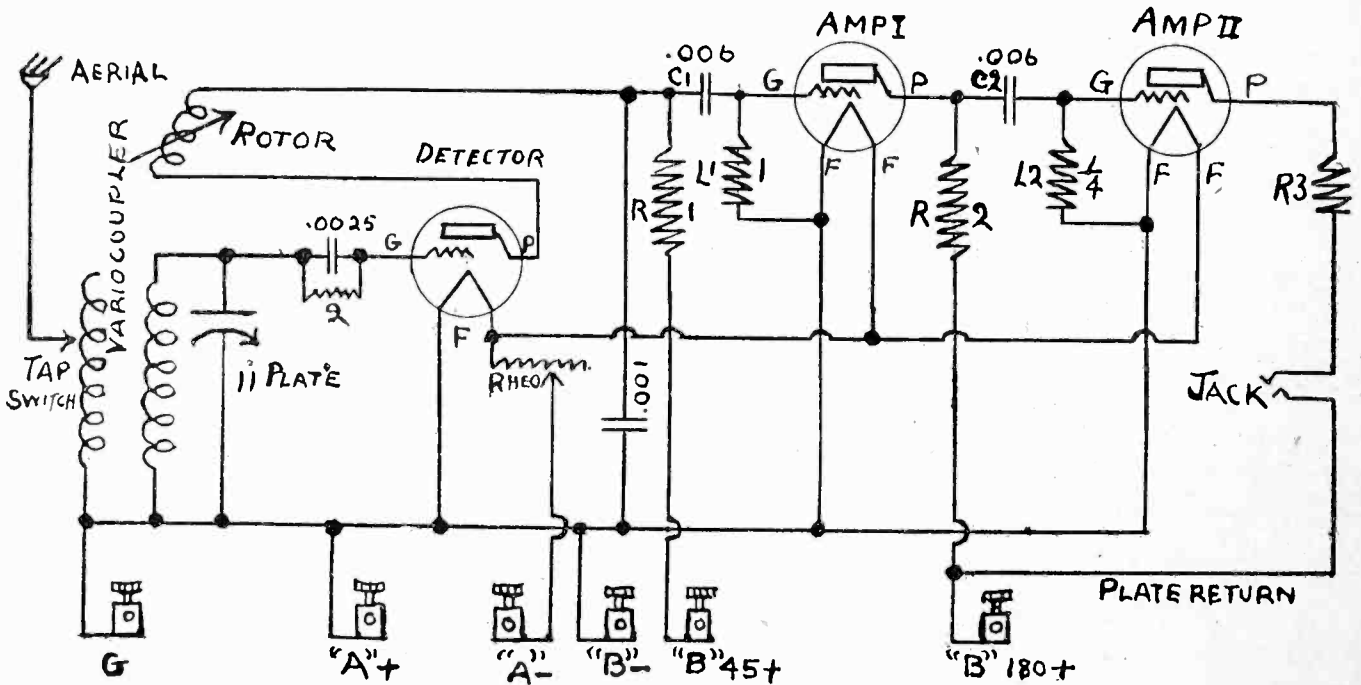 AMP I
AMP II
AERIAL
.006
C1
G
P
.006
C2
G
P
ROTOR
VARIOCOUPLER
DETECTOR
R
1
L1
1
F
F
R
2
L2
1/4
F
F
R3
.0025
G
P
2
F
TAP
SWITCH
11 PLATE
RHEO
.001
JACK
PLATE RETURN
G
"A"+
"A"-
"B"-
"B" 45+
"B" 180+